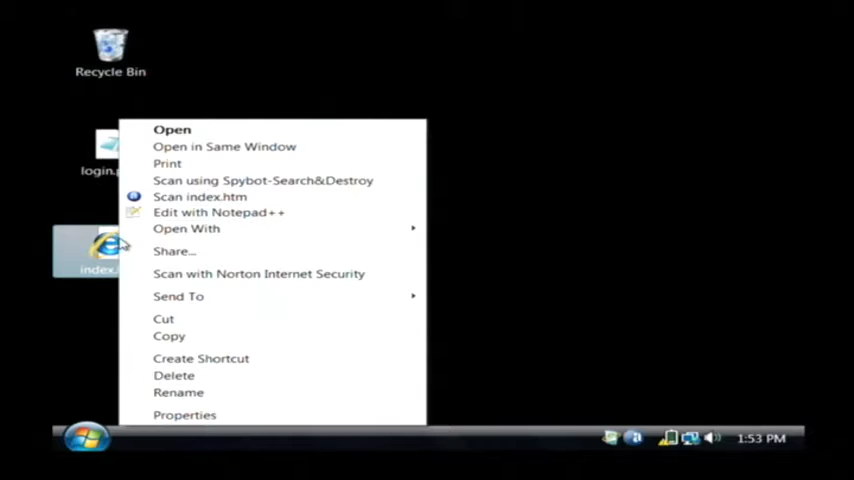 Recycle Bin
login.
index.
Open
Open in Same Window
Print
Scan using Spybot-Search&Destroy
Scan index.htm
Edit with Notepad++
Open With
Share...
Scan with Norton Internet Security
Send To
Cut
Copy
Create Shortcut
Delete
Rename
Properties
1:53 PM